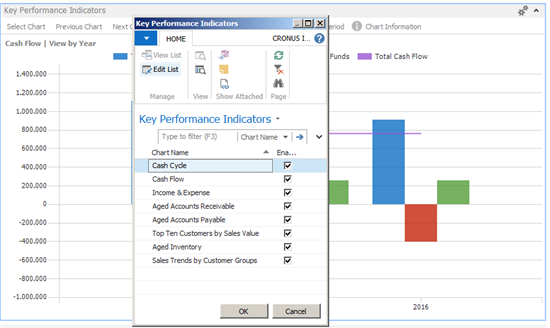 Key Performance Indicators
Select Chart Previous Chart Next
Chart Information
Cash Flow | View by Year
Funds Total Cash Flow
1.400.000
1.200.000
1.000.000
800.000
600.000
400.000
200.000
0
-200.000
-400.000
-600.000
-800.000
-1.000.000
2016
Key Performance Indicators
HOME CRONUS I...
View List
Edit List
Manage View Show Attached Page
Key Performance Indicators
Type to filter (F3) Chart Name
Chart Name Ena...
Cash Cycle
Cash Flow
Income & Expense
Aged Accounts Receivable
Aged Accounts Payable
Top Ten Customers by Sales Value
Aged Inventory
Sales Trends by Customer Groups
OK Cancel